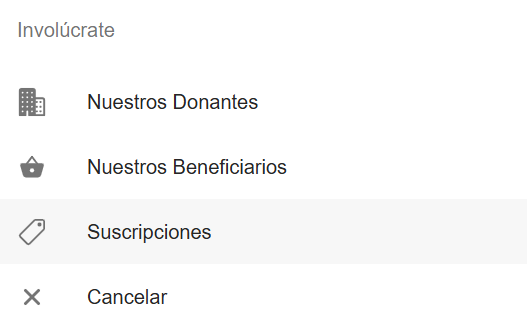 Involúcrate
Nuestros Donantes
Nuestros Beneficiarios
Suscripciones
Cancelar